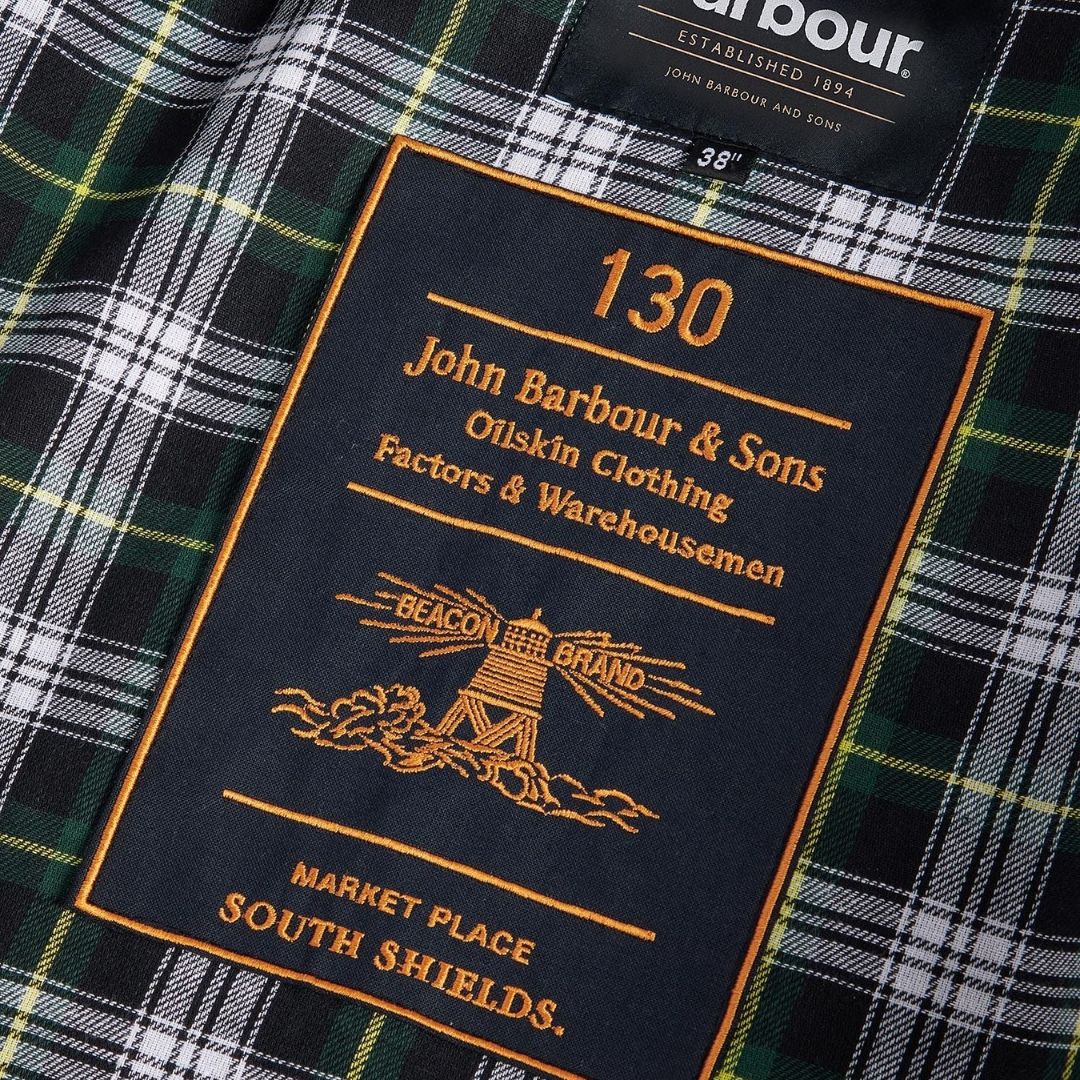 Barbour®
ESTABLISHED 1894
JOHN BARBOUR AND SONS
38"
130
John Barbour & Sons
Oilskin Clothing
Factors & Warehousemen
BEACON BRAND
MARKET PLACE
SOUTH SHIELDS.